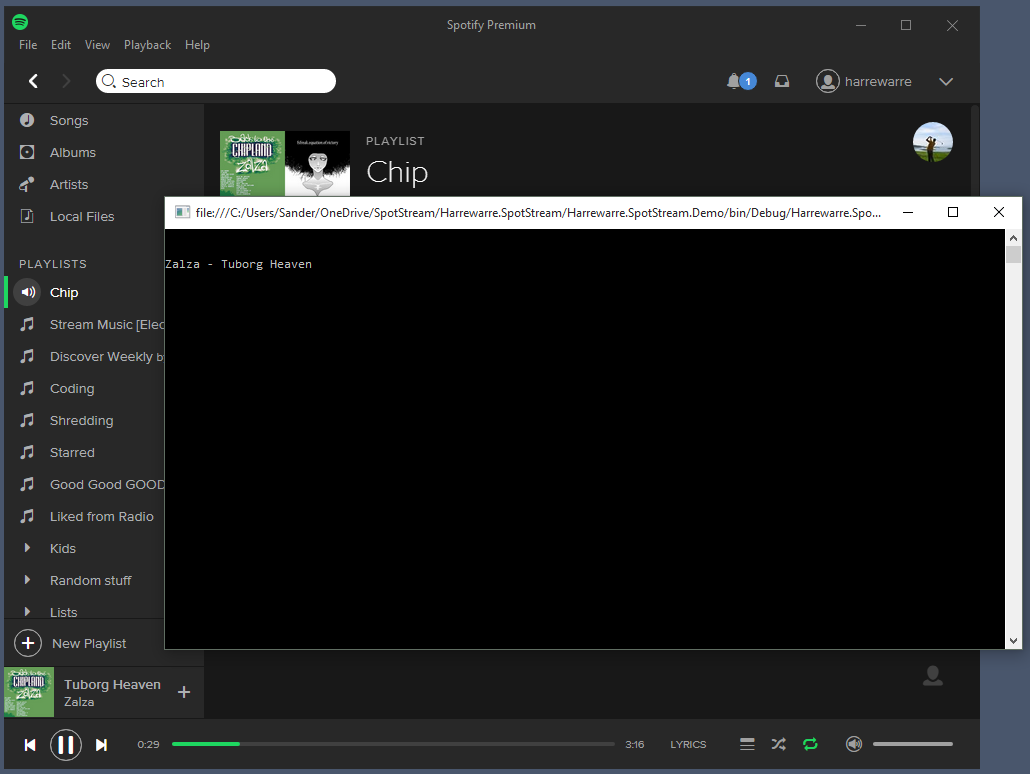 Spotify Premium
File Edit View Playback Help
Search
1
harrewarre
Songs
Albums
Artists
Local Files
PLAYLISTS
Chip
Stream Music [Elec
Discover Weekly by
Coding
Shredding
Starred
Good Good GOOD
Liked from Radio
Kids
Random stuff
Lists
New Playlist
CHIPLAND
ZALZA
PLAYLIST
Chip
file:///C:/Users/Sander/OneDrive/SpotStream/Harrewarre.SpotStream/Harrewarre.SpotStream.Demo/bin/Debug/Harrewarre.Spo...
Zalza - Tuborg Heaven
CHIPLAND
ZALZA
Tuborg Heaven
Zalza
0:29
3:16
LYRICS